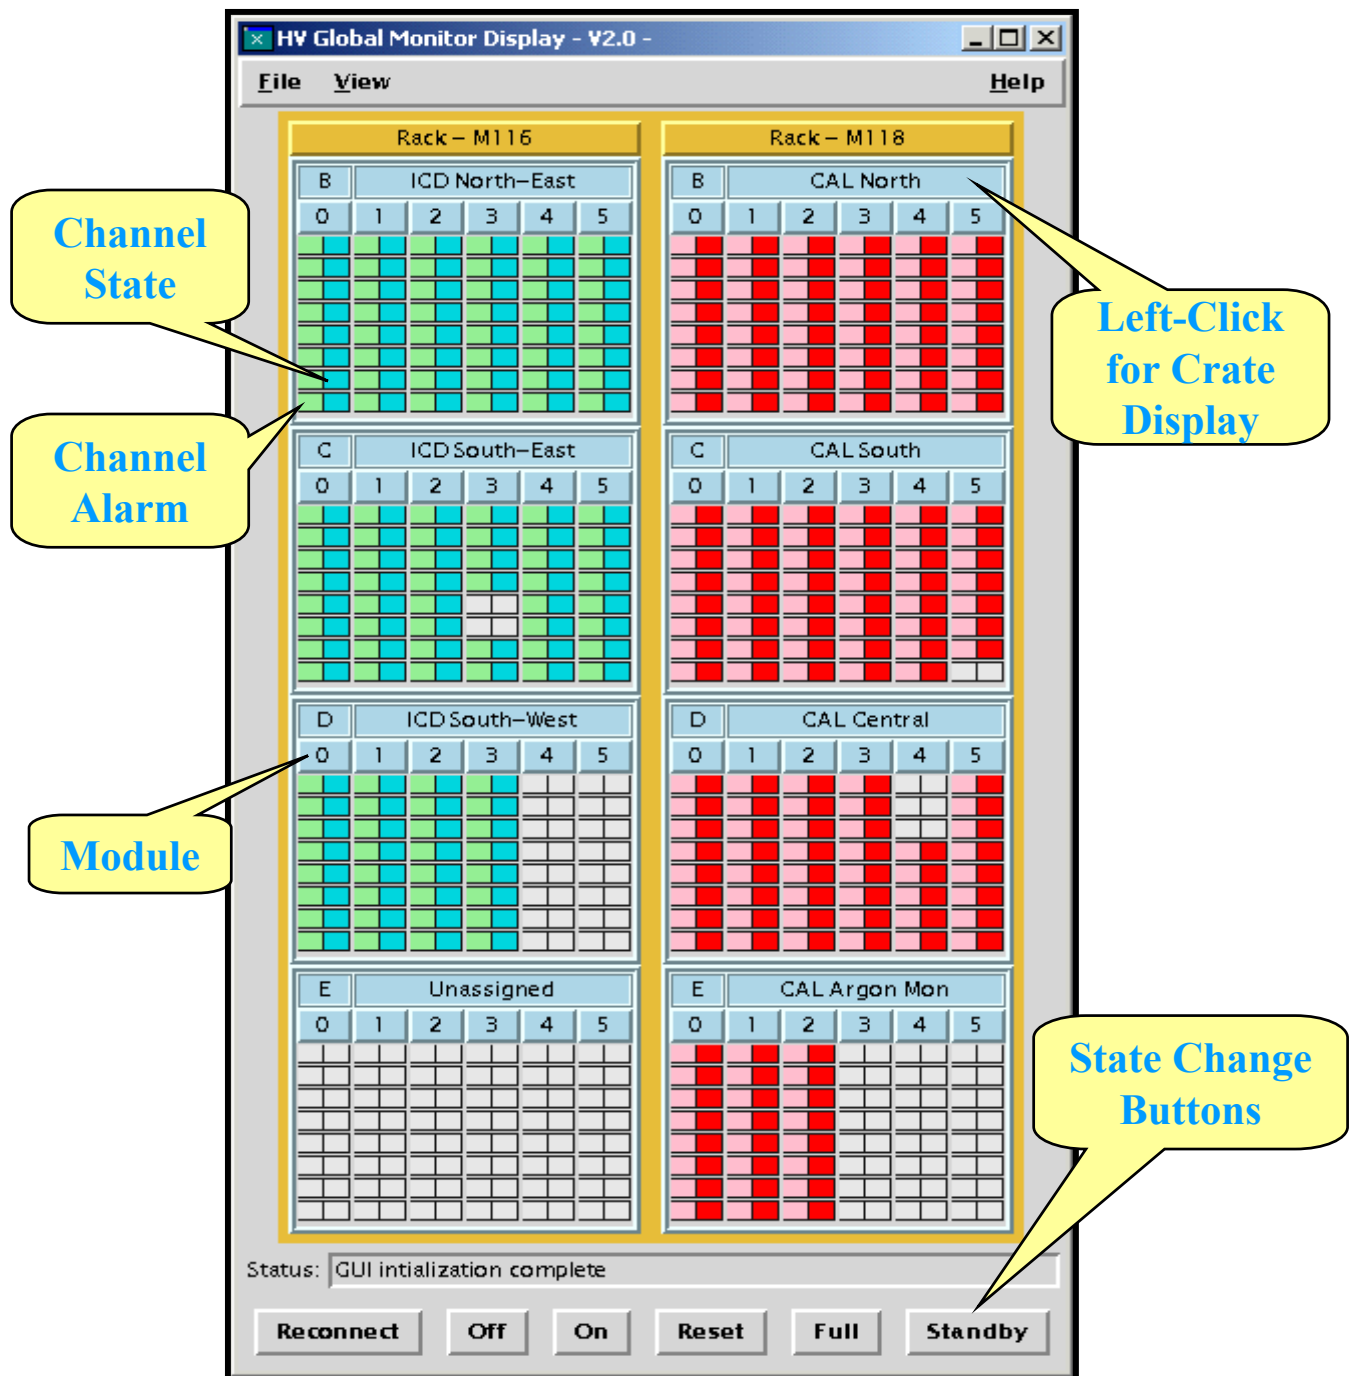 HV Global Monitor Display - V2.0 -
File View Help
Rack – M116
B ICD North–East
0 1 2 3 4 5
C ICD South–East
0 1 2 3 4 5
D ICD South–West
0 1 2 3 4 5
E Unassigned
0 1 2 3 4 5
Rack – M118
B CAL North
0 1 2 3 4 5
C CAL South
0 1 2 3 4 5
D CAL Central
0 1 2 3 4 5
E CAL Argon Mon
0 1 2 3 4 5
Status: GUI intialization complete
Reconnect Off On Reset Full Standby
Channel
State
Channel
Alarm
Module
Left-Click
for Crate
Display
State Change
Buttons